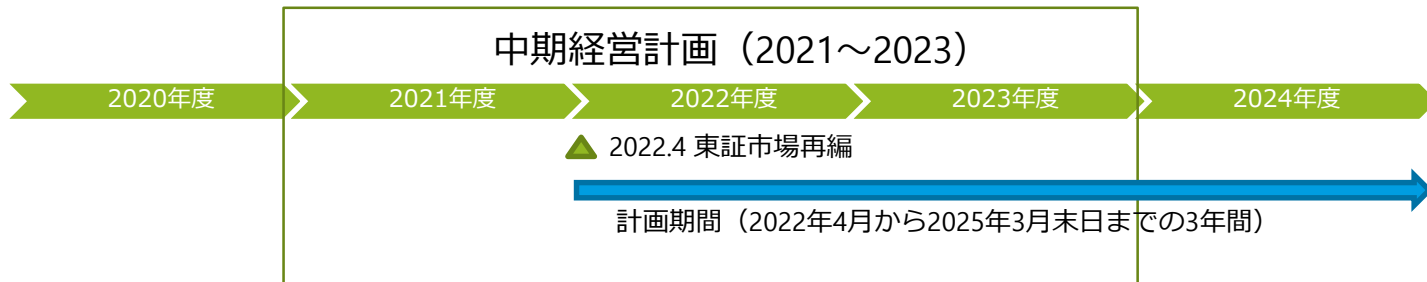 中期経営計画（2021～2023）
2020年度
2021年度
2022年度
2023年度
2024年度
2022.4 東証市場再編
計画期間（2022年4月から2025年3月末日までの3年間）